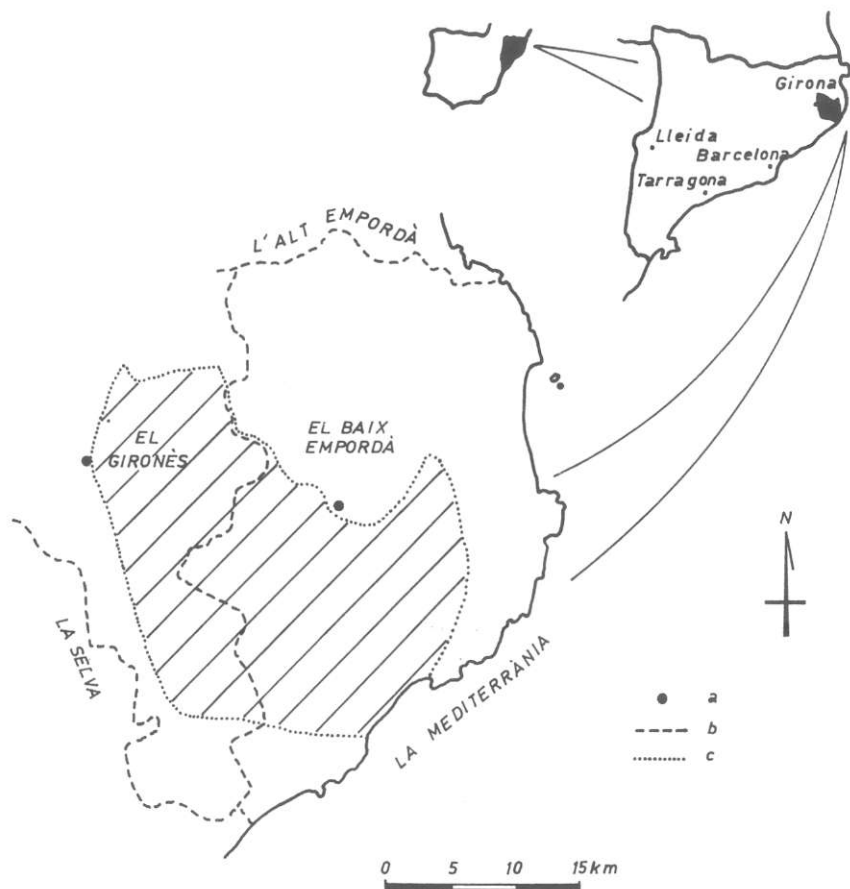 Girona
Lleida
Barcelona
Tarragona
L'ALT EMPORDÀ
EL
GIRONÈS
EL BAIX
EMPORDÀ
LA SELVA
LA MEDITERRÀNIA
N
a
b
c
0 5 10 15km